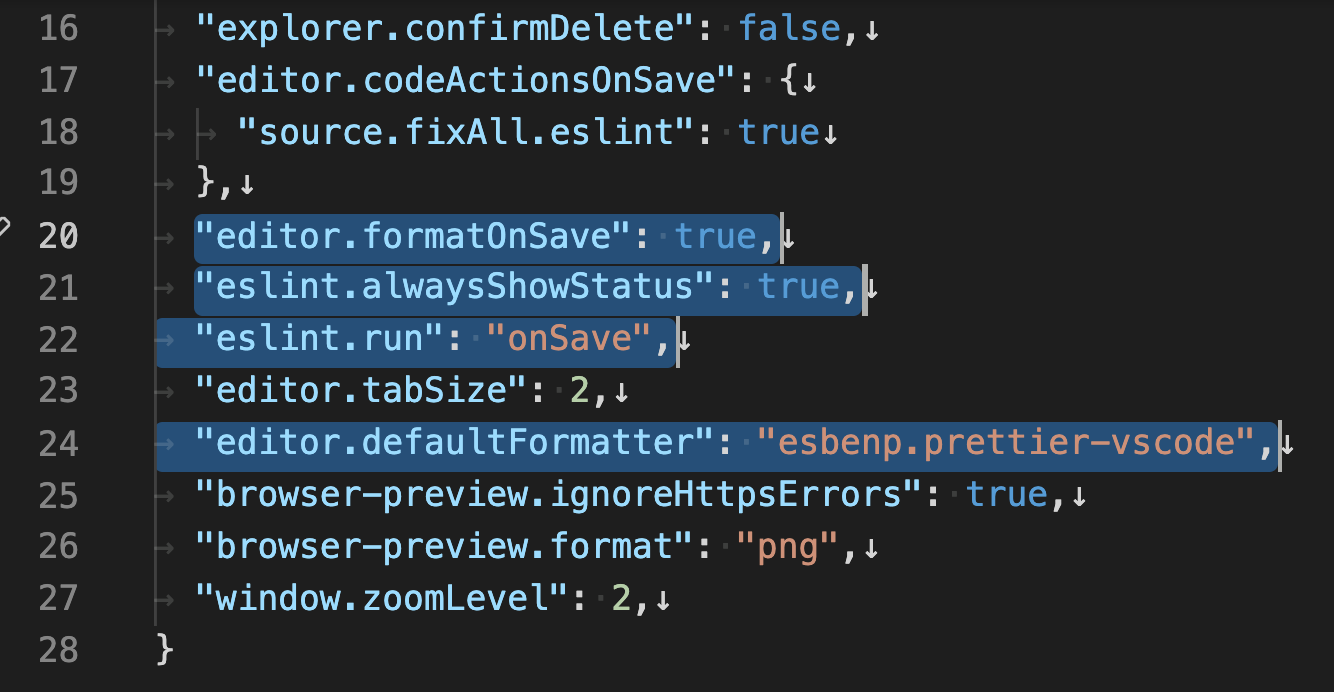 16 → "explorer.confirmDelete":·false,↓
17 → "editor.codeActionsOnSave":·{↓
18 → → "source.fixAll.eslint":·true↓
19 → },↓
20 → "editor.formatOnSave":·true,↓
21 → "eslint.alwaysShowStatus":·true,↓
22 → "eslint.run":·"onSave",↓
23 → "editor.tabSize":·2,↓
24 → "editor.defaultFormatter":·"esbenp.prettier-vscode",↓
25 → "browser-preview.ignoreHttpsErrors":·true,↓
26 → "browser-preview.format":·"png",↓
27 → "window.zoomLevel":·2,↓
28 }